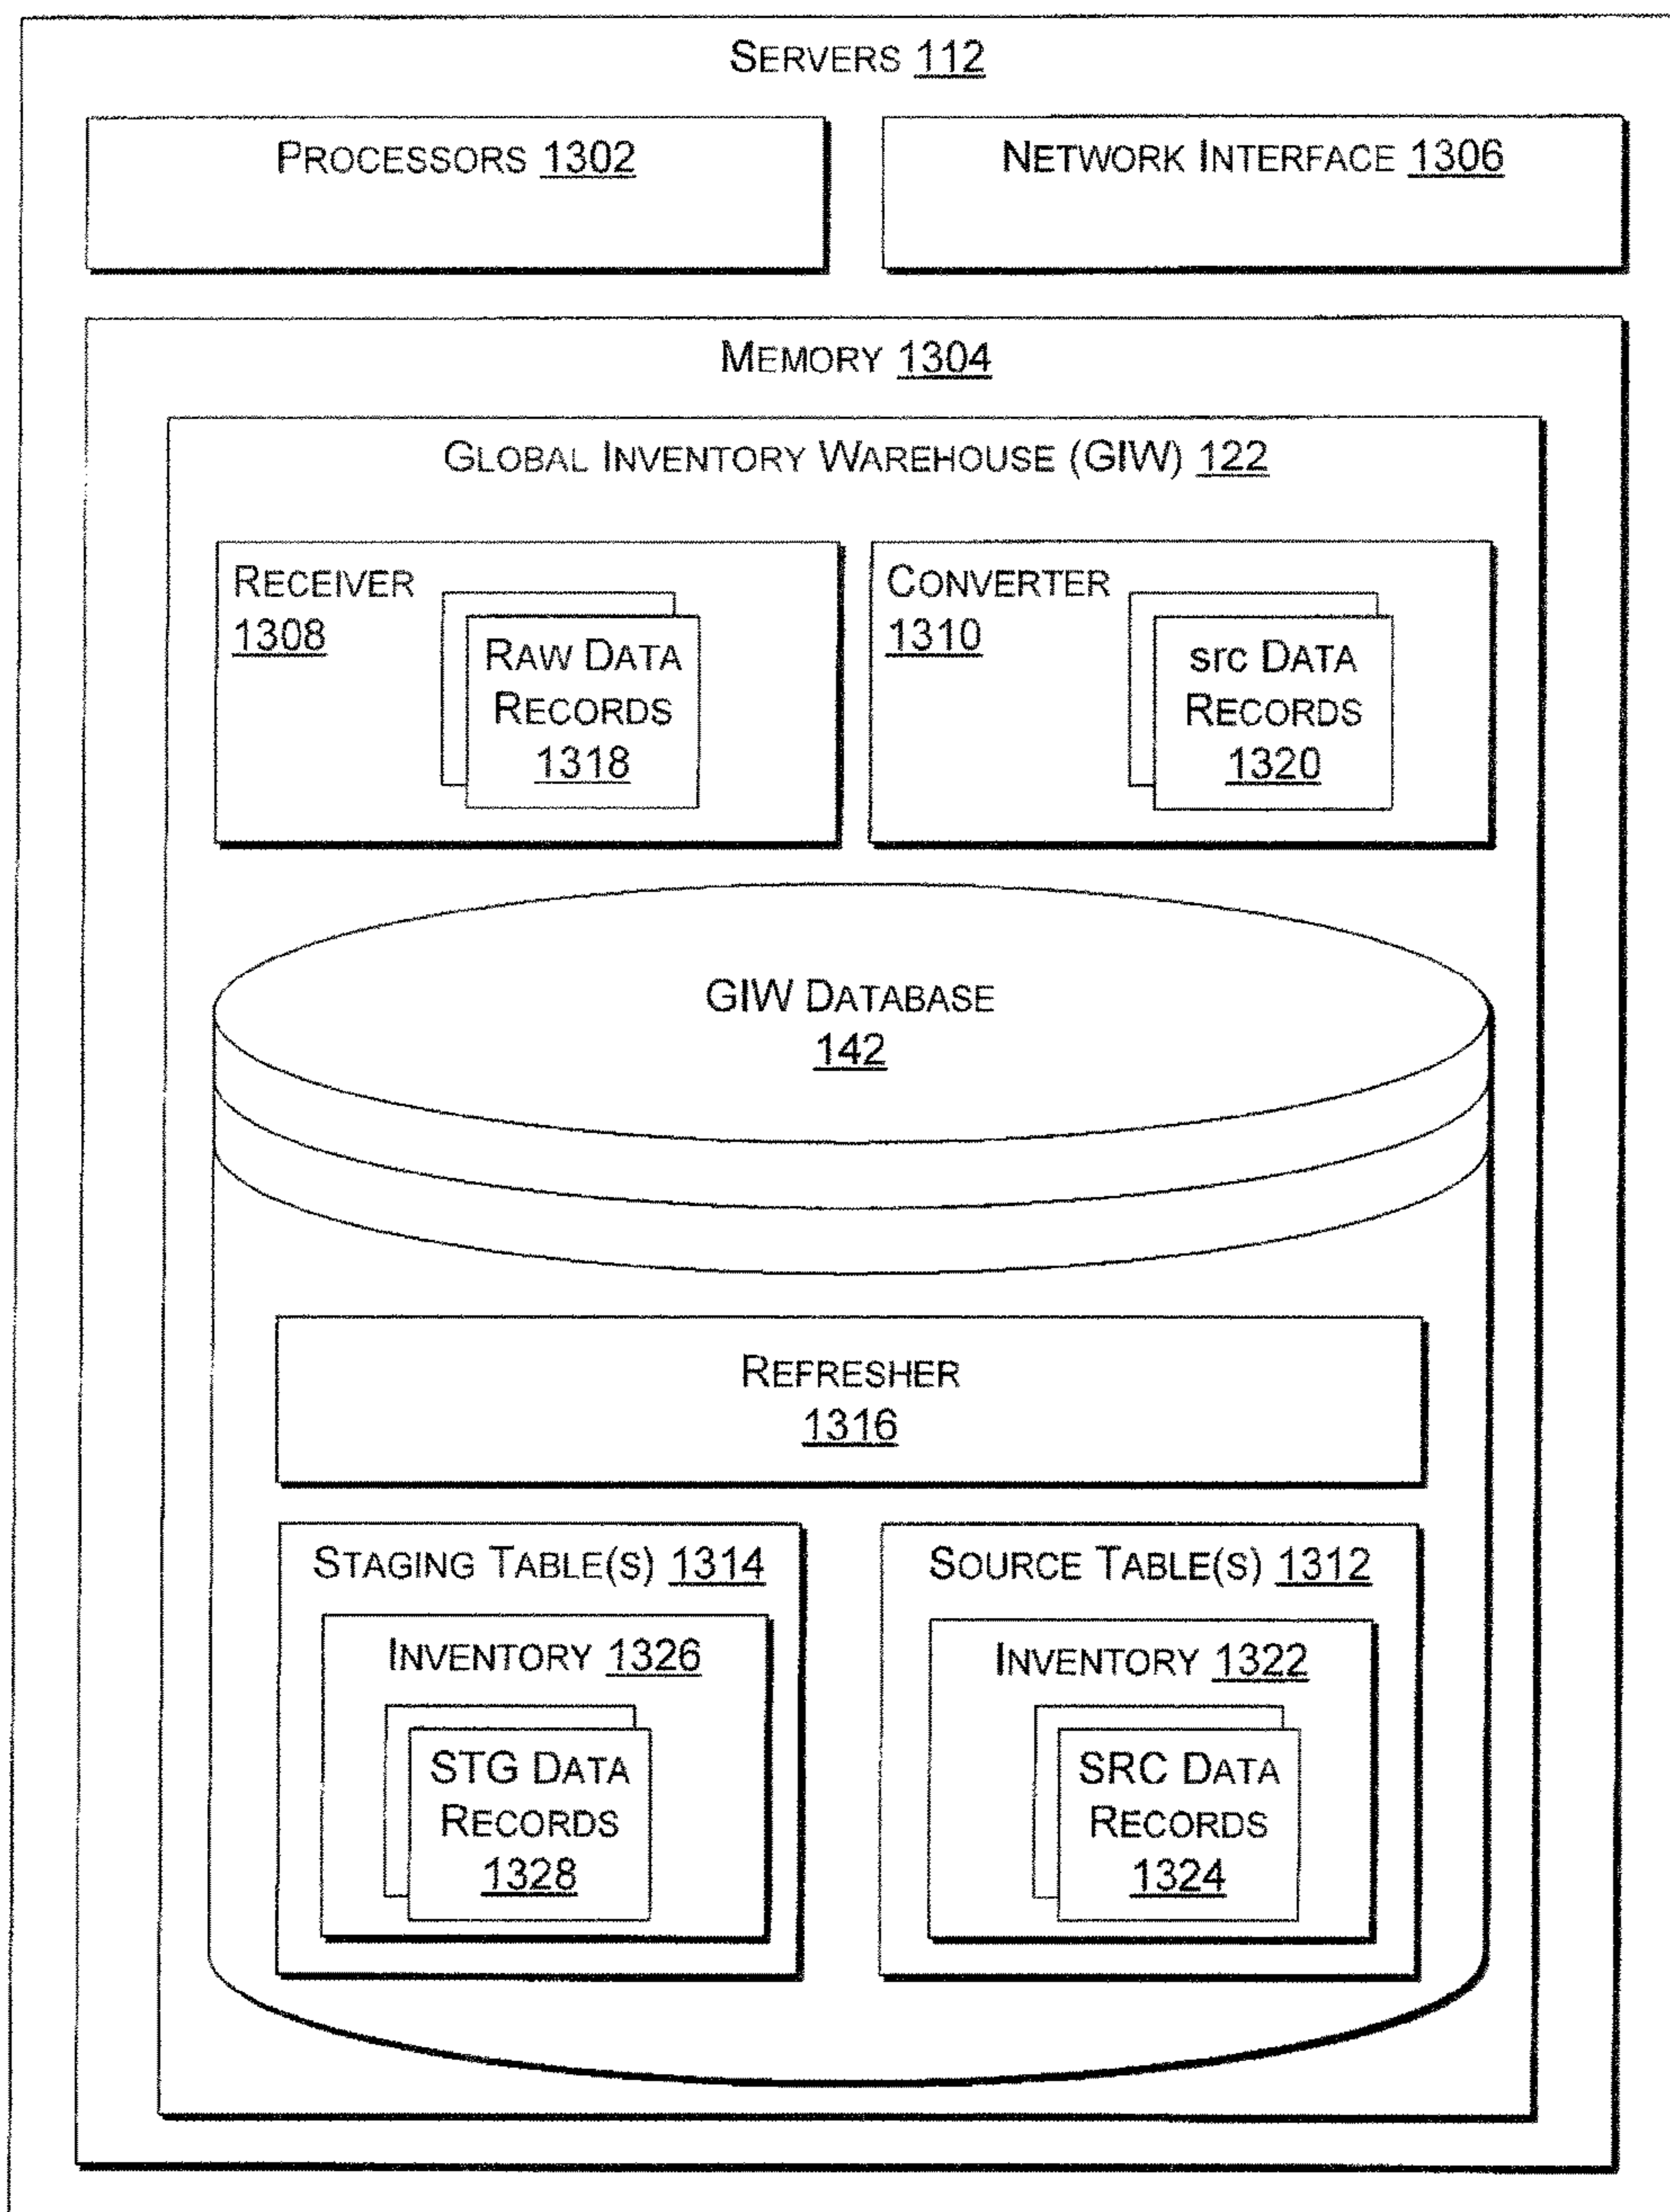 SERVERS 112
PROCESSORS 1302
NETWORK INTERFACE 1306
MEMORY 1304
GLOBAL INVENTORY WAREHOUSE (GIW) 122
RECEIVER
1308
RAW DATA
RECORDS
1318
CONVERTER
1310
src DATA
RECORDS
1320
GIW DATABASE
142
REFRESHER
1316
STAGING TABLE(S) 1314
INVENTORY 1326
STG DATA
RECORDS
1328
SOURCE TABLE(S) 1312
INVENTORY 1322
SRC DATA
RECORDS
1324